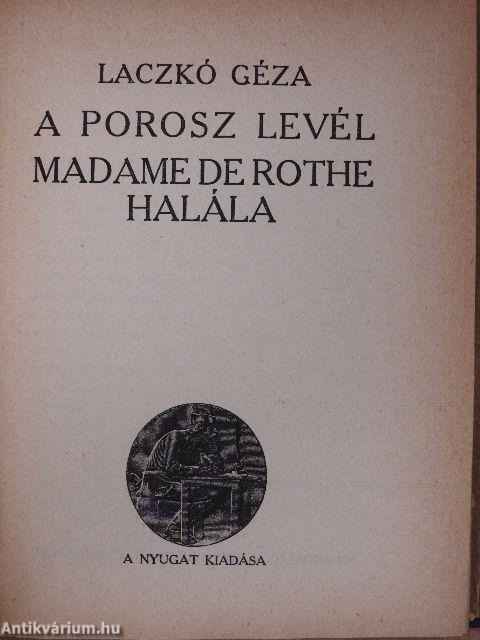 LACZKÓ GÉZA
A POROSZ LEVÉL
MADAME DE ROTHE
HALÁLA
A NYUGAT KIADÁSA
Antikvárium.hu